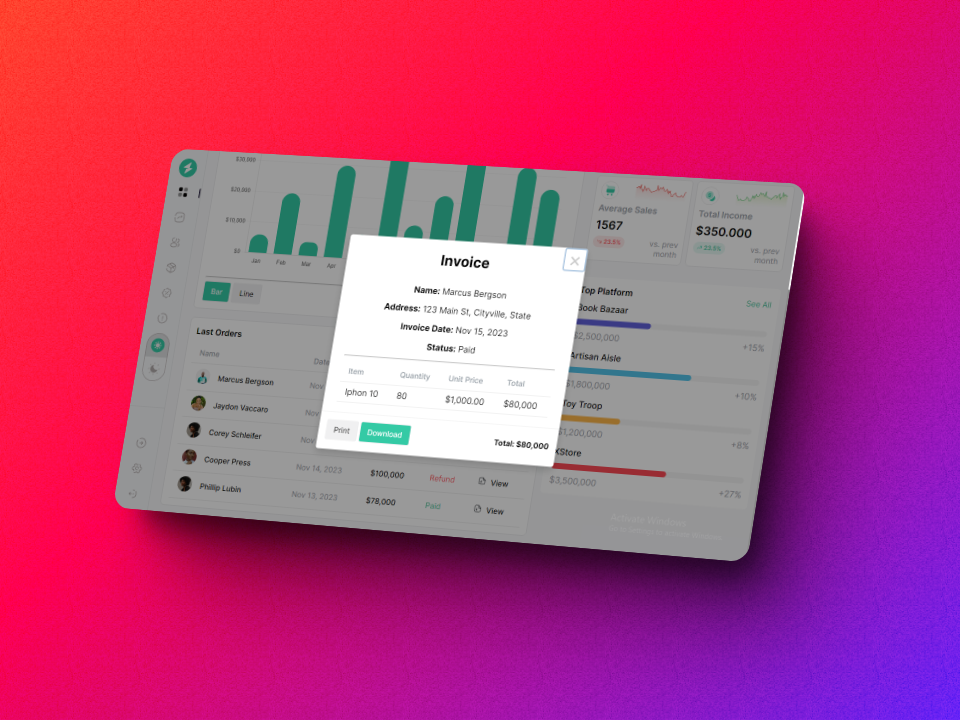 $30,000
$20,000
$10,000
$0
Jan
Feb
Mar
Apr
Bar
Line
Average Sales
1567
23.5%
vs. prev
month
Total Income
$350.000
23.5%
vs. prev
month
Invoice
Name: Marcus Bergson
Address: 123 Main St, Cityville, State
Invoice Date: Nov 15, 2023
Status: Paid
Item
Quantity
Unit Price
Total
Iphon 10
80
$1,000.00
$80,000
Print
Download
Total: $80,000
Top Platform
See All
Book Bazaar
$2,500,000
+15%
Artisan Aisle
$1,800,000
+10%
Toy Troop
$1,200,000
+8%
XStore
$3,500,000
+27%
Last Orders
Name
Date
Marcus Bergson
Nov
Jaydon Vaccaro
Nov
Corey Schleifer
Nov
Cooper Press
Nov 14, 2023
$100,000
Refund
View
Phillip Lubin
Nov 13, 2023
$78,000
Paid
View
Activate Windows